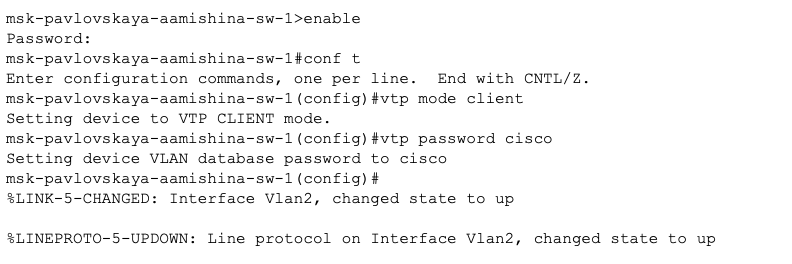 msk-pavlovskaya-aamishina-sw-1>enable
Password:
msk-pavlovskaya-aamishina-sw-1#conf t
Enter configuration commands, one per line.  End with CNTL/Z.
msk-pavlovskaya-aamishina-sw-1(config)#vtp mode client
Setting device to VTP CLIENT mode.
msk-pavlovskaya-aamishina-sw-1(config)#vtp password cisco
Setting device VLAN database password to cisco
msk-pavlovskaya-aamishina-sw-1(config)#
%LINK-5-CHANGED: Interface Vlan2, changed state to up
%LINEPROTO-5-UPDOWN: Line protocol on Interface Vlan2, changed state to up